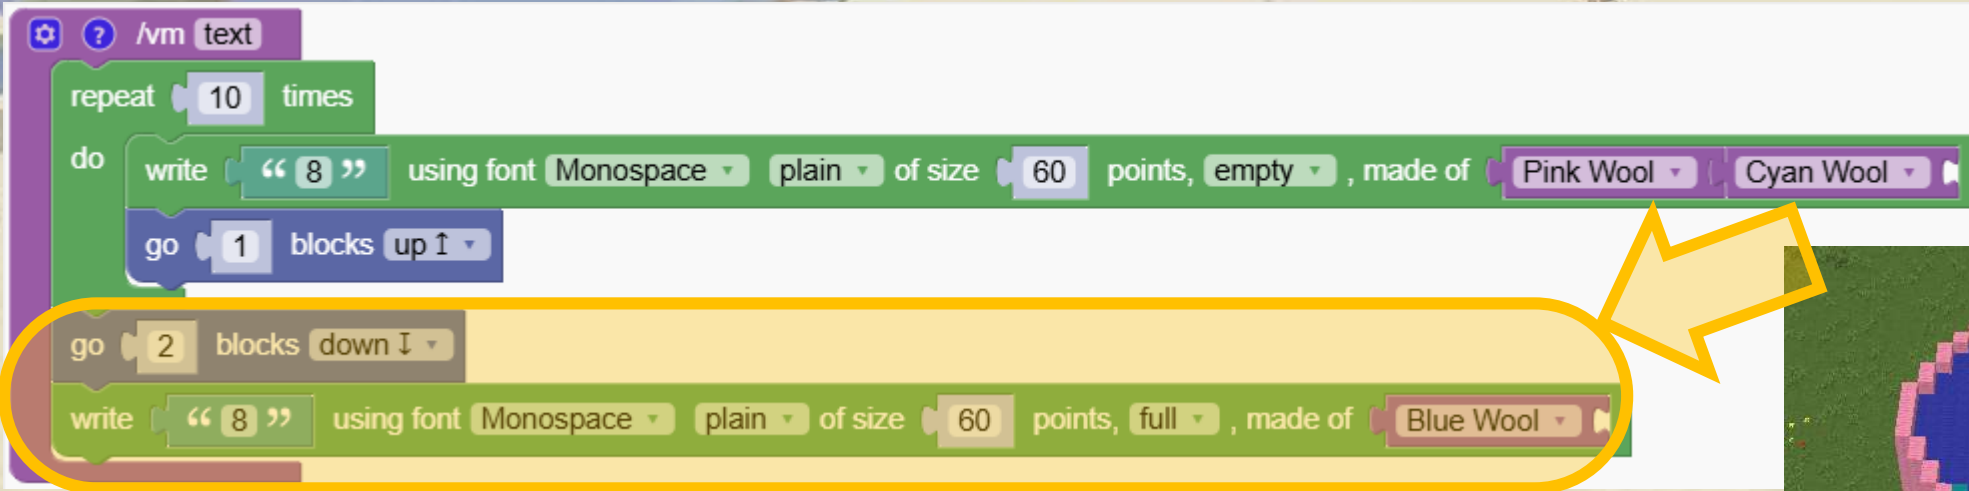 ? /vm text
repeat 10 times
do write “ 8 ” using font Monospace plain of size 60 points, empty , made of Pink Wool Cyan Wool
go 1 blocks up ↥
go 2 blocks down ↧
write “ 8 ” using font Monospace plain of size 60 points, full , made of Blue Wool